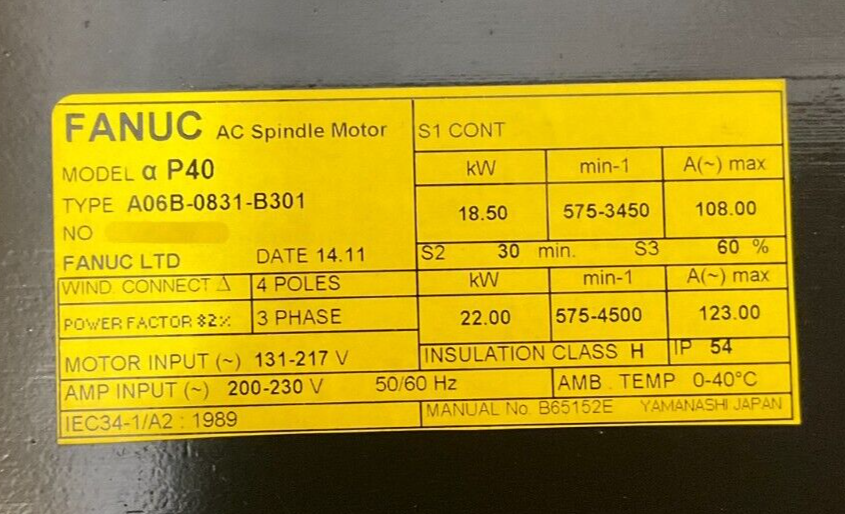 FANUC AC Spindle Motor
MODEL α P40
TYPE A06B-0831-B301
NO
FANUC LTD DATE 14.11
WIND. CONNECT △ 4 POLES
POWER FACTOR 82% 3 PHASE
MOTOR INPUT (~) 131-217 V
AMP INPUT (~) 200-230 V 50/60 Hz
IEC34-1/A2 : 1989
S1 CONT
kW min-1 A(~) max
18.50 575-3450 108.00
S2 30 min. S3 60 %
kW min-1 A(~) max
22.00 575-4500 123.00
INSULATION CLASS H IP 54
AMB. TEMP 0-40°C
MANUAL No. B65152E YAMANASHI JAPAN